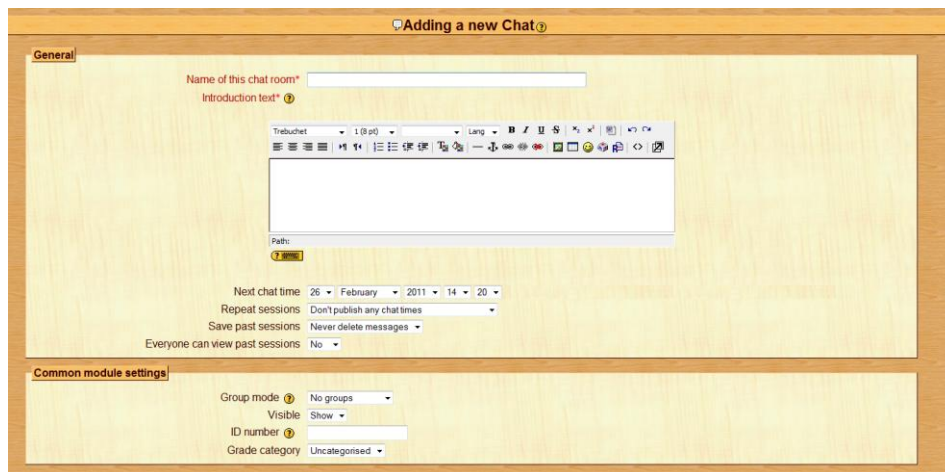 Adding a new Chat
General
Name of this chat room*
Introduction text*
Trebuchet 1 (8 pt) Lang B I U S
Path:
Next chat time 26 February 2011 14 20
Repeat sessions Don't publish any chat times
Save past sessions Never delete messages
Everyone can view past sessions No
Common module settings
Group mode No groups
Visible Show
ID number
Grade category Uncategorised